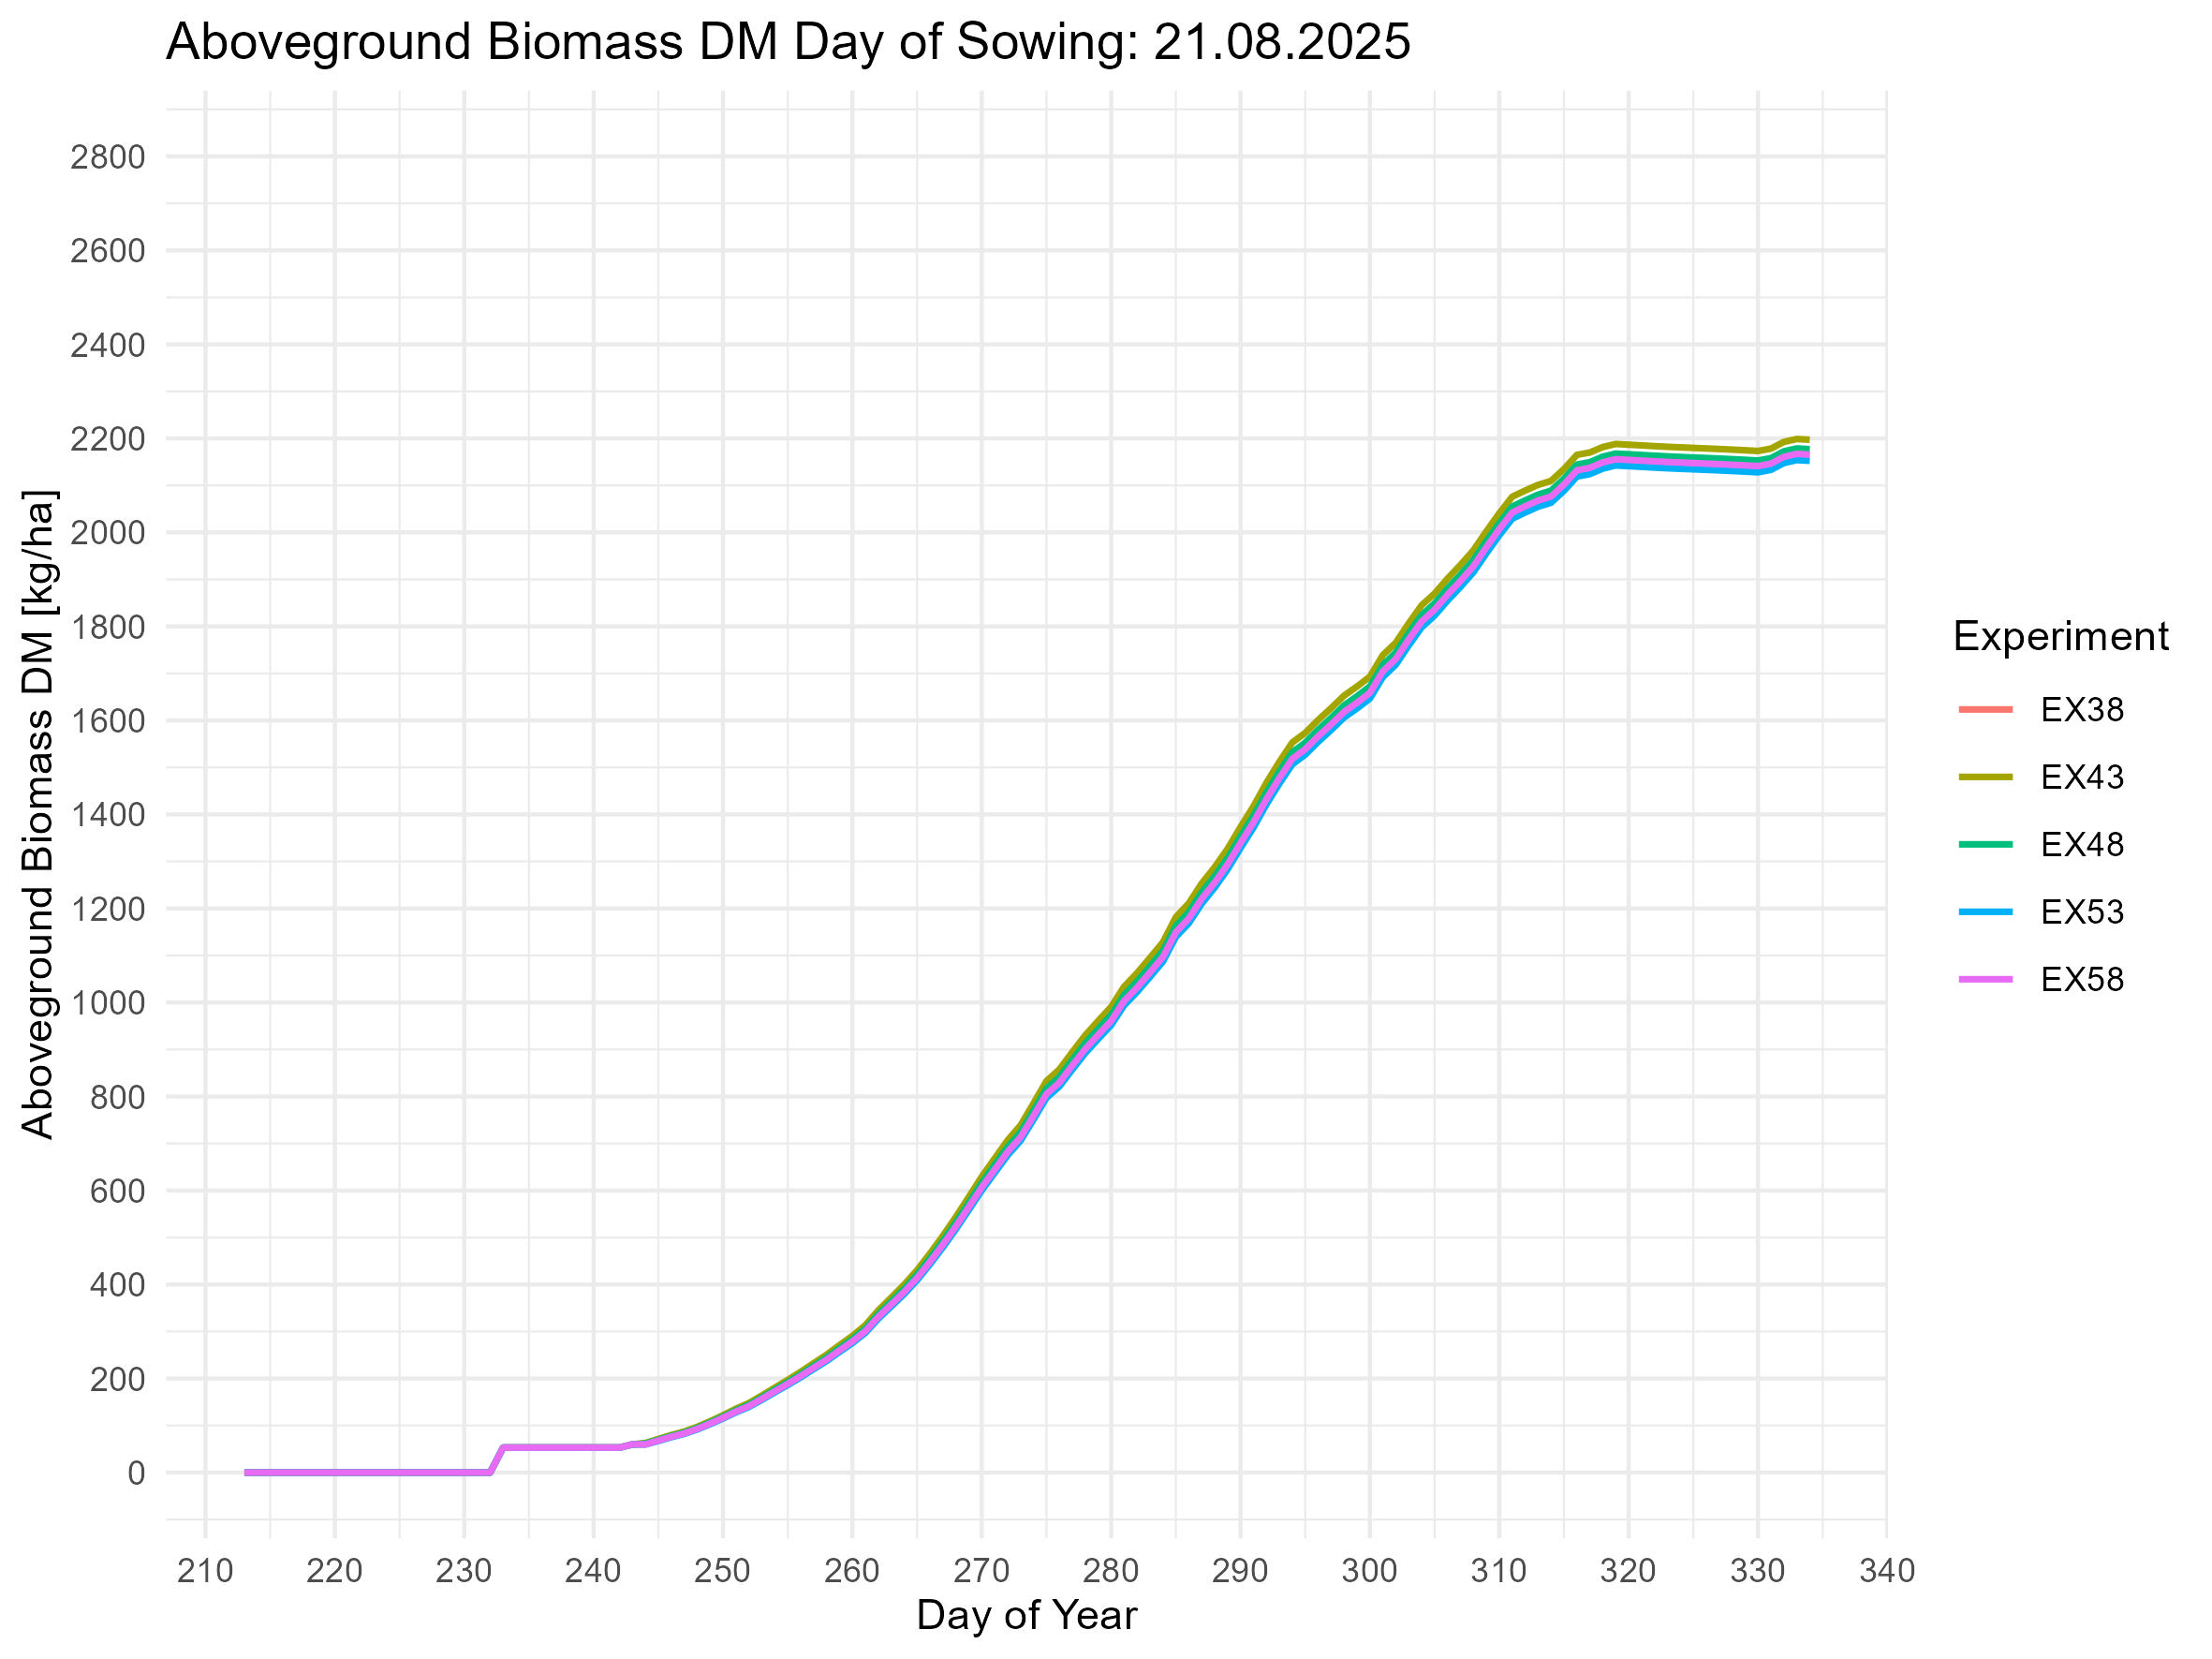 Aboveground Biomass DM Day of Sowing: 21.08.2025
Aboveground Biomass DM [kg/ha]
2800
2600
2400
2200
2000
1800
1600
1400
1200
1000
800
600
400
200
0
210 220 230 240 250 260 270 280 290 300 310 320 330 340
Day of Year
Experiment
EX38
EX43
EX48
EX53
EX58